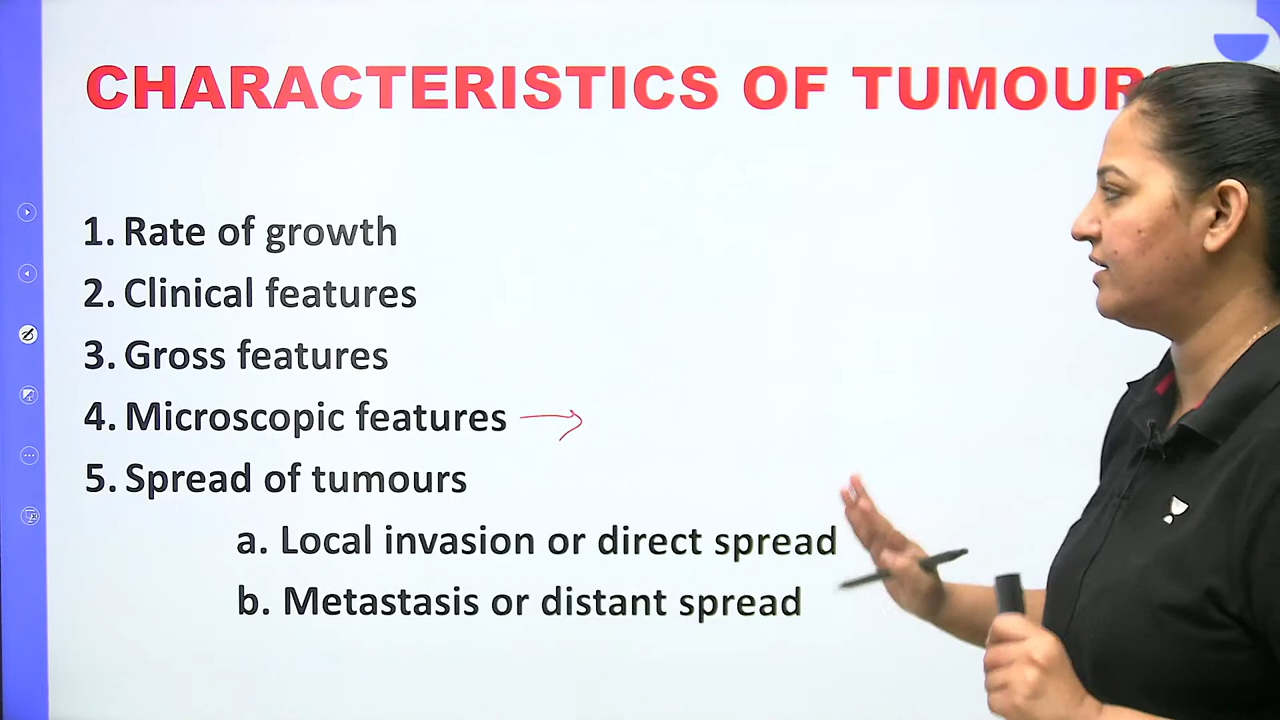 CHARACTERISTICS OF TUMOURS
1. Rate of growth
2. Clinical features
3. Gross features
4. Microscopic features
5. Spread of tumours
a. Local invasion or direct spread
b. Metastasis or distant spread